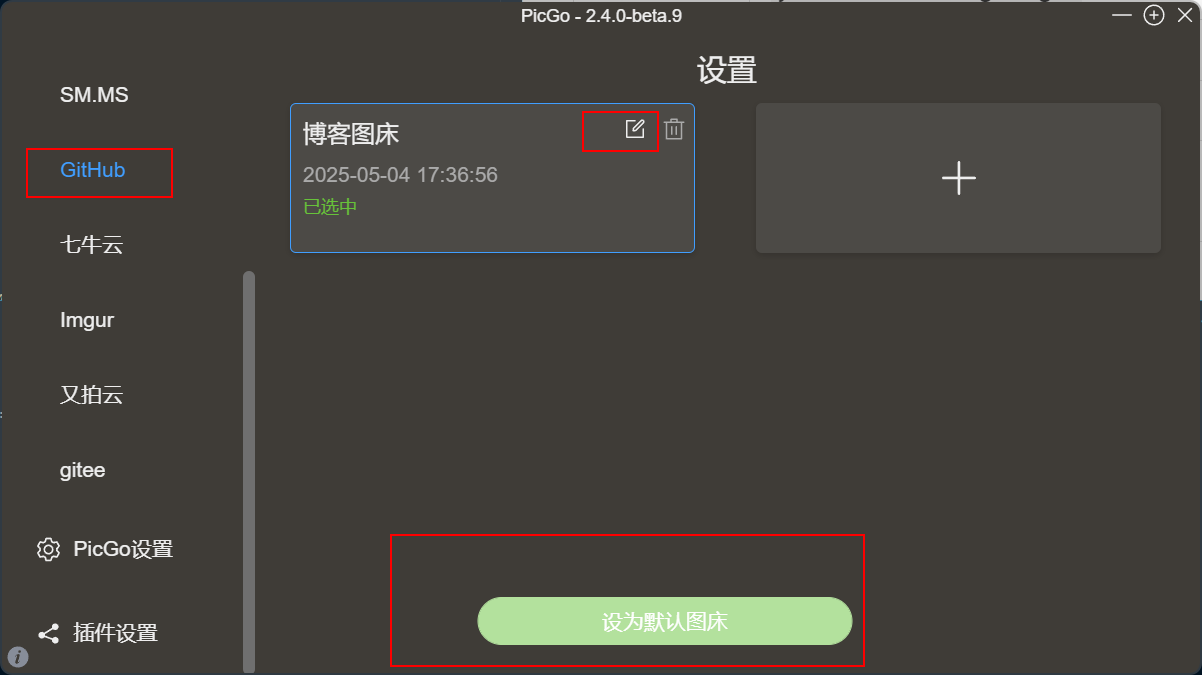 PicGo - 2.4.0-beta.9
设置
SM.MS
GitHub
七牛云
Imgur
又拍云
gitee
PicGo设置
插件设置
博客图床
2025-05-04 17:36:56
已选中
设为默认图床